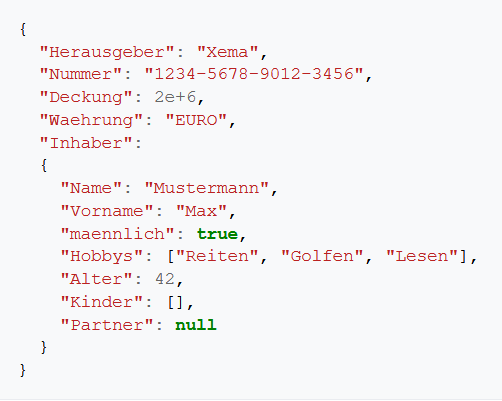 {
  "Herausgeber": "Xema",
  "Nummer": "1234-5678-9012-3456",
  "Deckung": 2e+6,
  "Waehrung": "EURO",
  "Inhaber":
  {
    "Name": "Mustermann",
    "Vorname": "Max",
    "maennlich": true,
    "Hobbys": ["Reiten", "Golfen", "Lesen"],
    "Alter": 42,
    "Kinder": [],
    "Partner": null
  }
}